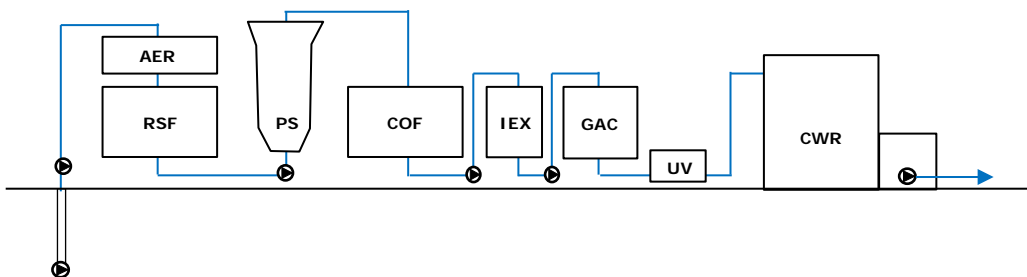 AER
RSF
PS
COF
IEX
GAC
UV
CWR